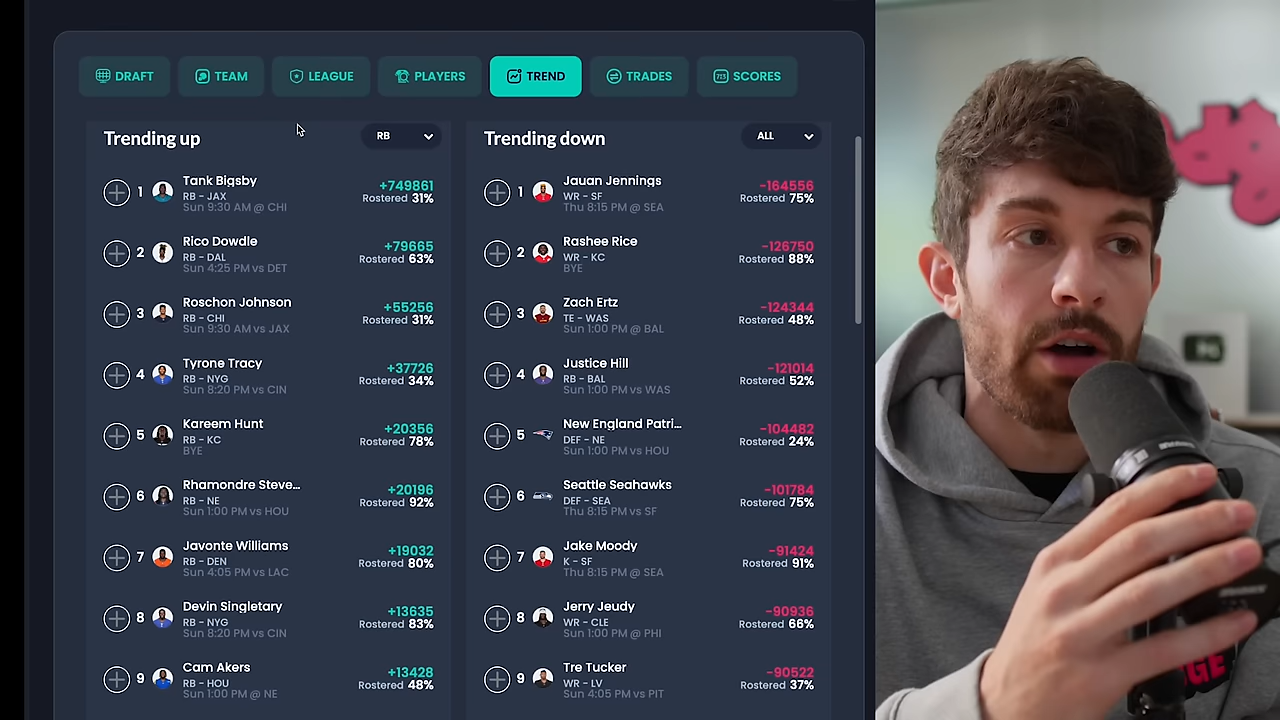 DRAFT
TEAM
LEAGUE
PLAYERS
TREND
TRADES
SCORES
Trending up
RB
1
Tank Bigsby
RB - JAX
Sun 9:30 AM @ CHI
+749861
Rostered 31%
2
Rico Dowdle
RB - DAL
Sun 4:25 PM vs DET
+79665
Rostered 63%
3
Roschon Johnson
RB - CHI
Sun 9:30 AM vs JAX
+55256
Rostered 31%
4
Tyrone Tracy
RB - NYG
Sun 8:20 PM vs CIN
+37726
Rostered 34%
5
Kareem Hunt
RB - KC
BYE
+20356
Rostered 78%
6
Rhamondre Steve...
RB - NE
Sun 1:00 PM vs HOU
+20196
Rostered 92%
7
Javonte Williams
RB - DEN
Sun 4:05 PM vs LAC
+19032
Rostered 80%
8
Devin Singletary
RB - NYG
Sun 8:20 PM vs CIN
+13635
Rostered 83%
9
Cam Akers
RB - HOU
Sun 1:00 PM @ NE
+13428
Rostered 48%
Trending down
ALL
1
Jauan Jennings
WR - SF
Thu 8:15 PM @ SEA
-164556
Rostered 75%
2
Rashee Rice
WR - KC
BYE
-126750
Rostered 88%
3
Zach Ertz
TE - WAS
Sun 1:00 PM @ BAL
-124344
Rostered 48%
4
Justice Hill
RB - BAL
Sun 1:00 PM vs WAS
-121014
Rostered 52%
5
New England Patri...
DEF - NE
Sun 1:00 PM vs HOU
-104482
Rostered 24%
6
Seattle Seahawks
DEF - SEA
Thu 8:15 PM vs SF
-101784
Rostered 75%
7
Jake Moody
K - SF
Thu 8:15 PM @ SEA
-91424
Rostered 91%
8
Jerry Jeudy
WR - CLE
Sun 1:00 PM @ PHI
-90936
Rostered 66%
9
Tre Tucker
WR - LV
Sun 4:05 PM vs PIT
-90522
Rostered 37%